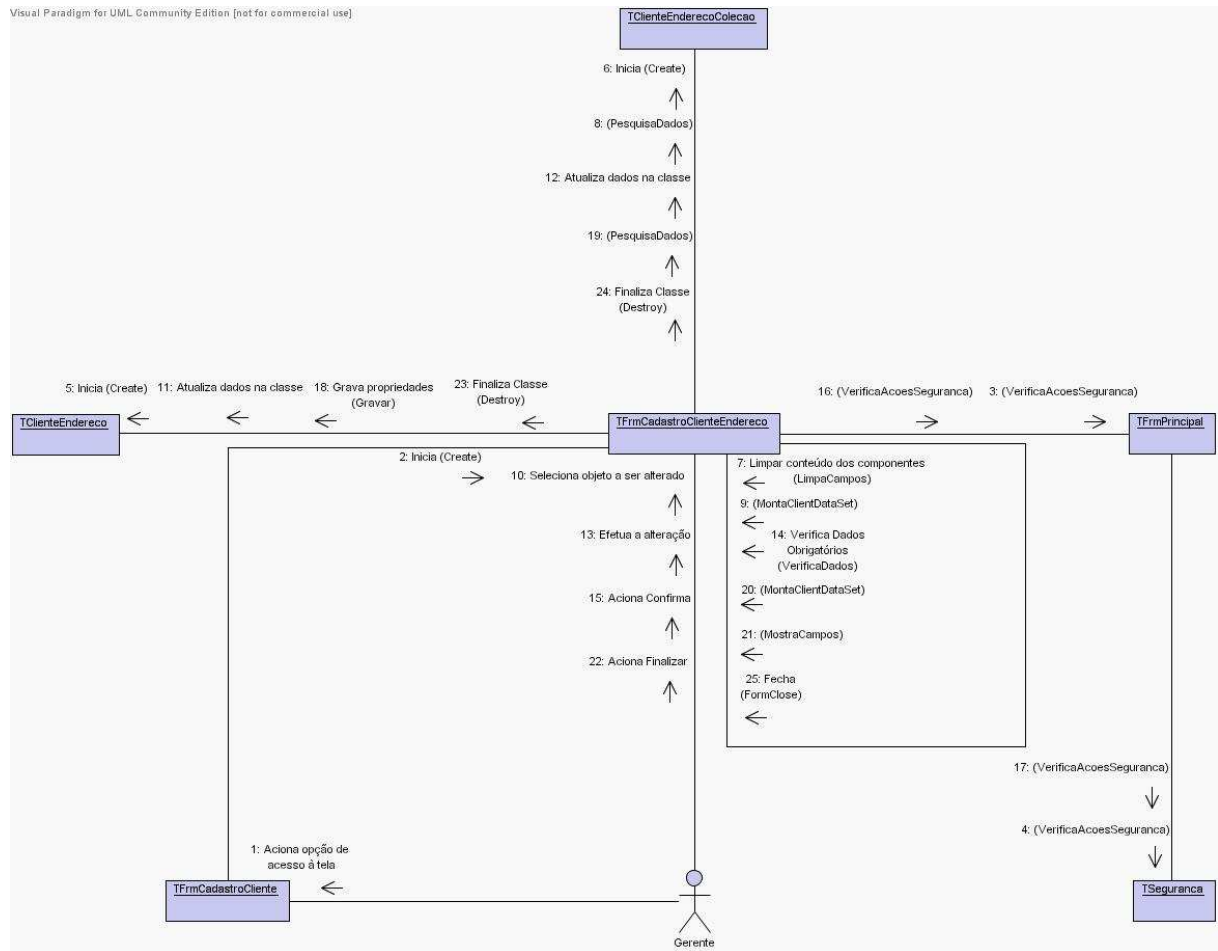 Visual Paradigm for UML Community Edition [not for commercial use]
TClienteEnderecoColecao
6: Inicia (Create)
8: (PesquisaDados)
12: Atualiza dados na classe
19: (PesquisaDados)
24: Finaliza Classe
(Destroy)
5: Inicia (Create)
11: Atualiza dados na classe
18: Grava propriedades
(Gravar)
23: Finaliza Classe
(Destroy)
16: (VerificaAcoesSeguranca)
3: (VerificaAcoesSeguranca)
TClienteEndereco
TFrmCadastroClienteEndereco
TFrmPrincipal
2: Inicia (Create)
10: Seleciona objeto a ser alterado
13: Efetua a alteração
15: Aciona Confirma
22: Aciona Finalizar
7: Limpar conteúdo dos componentes
(LimpaCampos)
9: (MontaClientDataSet)
14: Verifica Dados
Obrigatórios
(VerificaDados)
20: (MontaClientDataSet)
21: (MostraCampos)
25: Fecha
(FormClose)
17: (VerificaAcoesSeguranca)
4: (VerificaAcoesSeguranca)
1: Aciona opção de
acesso à tela
TFrmCadastroCliente
TSeguranca
Gerente